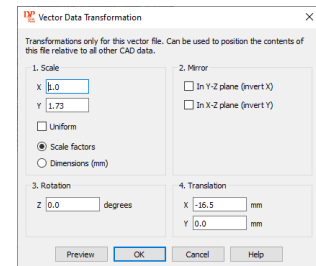 Vector Data Transformation
Transformations only for this vector file. Can be used to position the contents of
this file relative to all other CAD data.
1. Scale
X 1.0
Y 1.73
Uniform
Scale factors
Dimensions (mm)
2. Mirror
In Y-Z plane (invert X)
In X-Z plane (invert Y)
3. Rotation
Z 0.0 degrees
4. Translation
X -16.5 mm
Y 0.0 mm
Preview OK Cancel Help